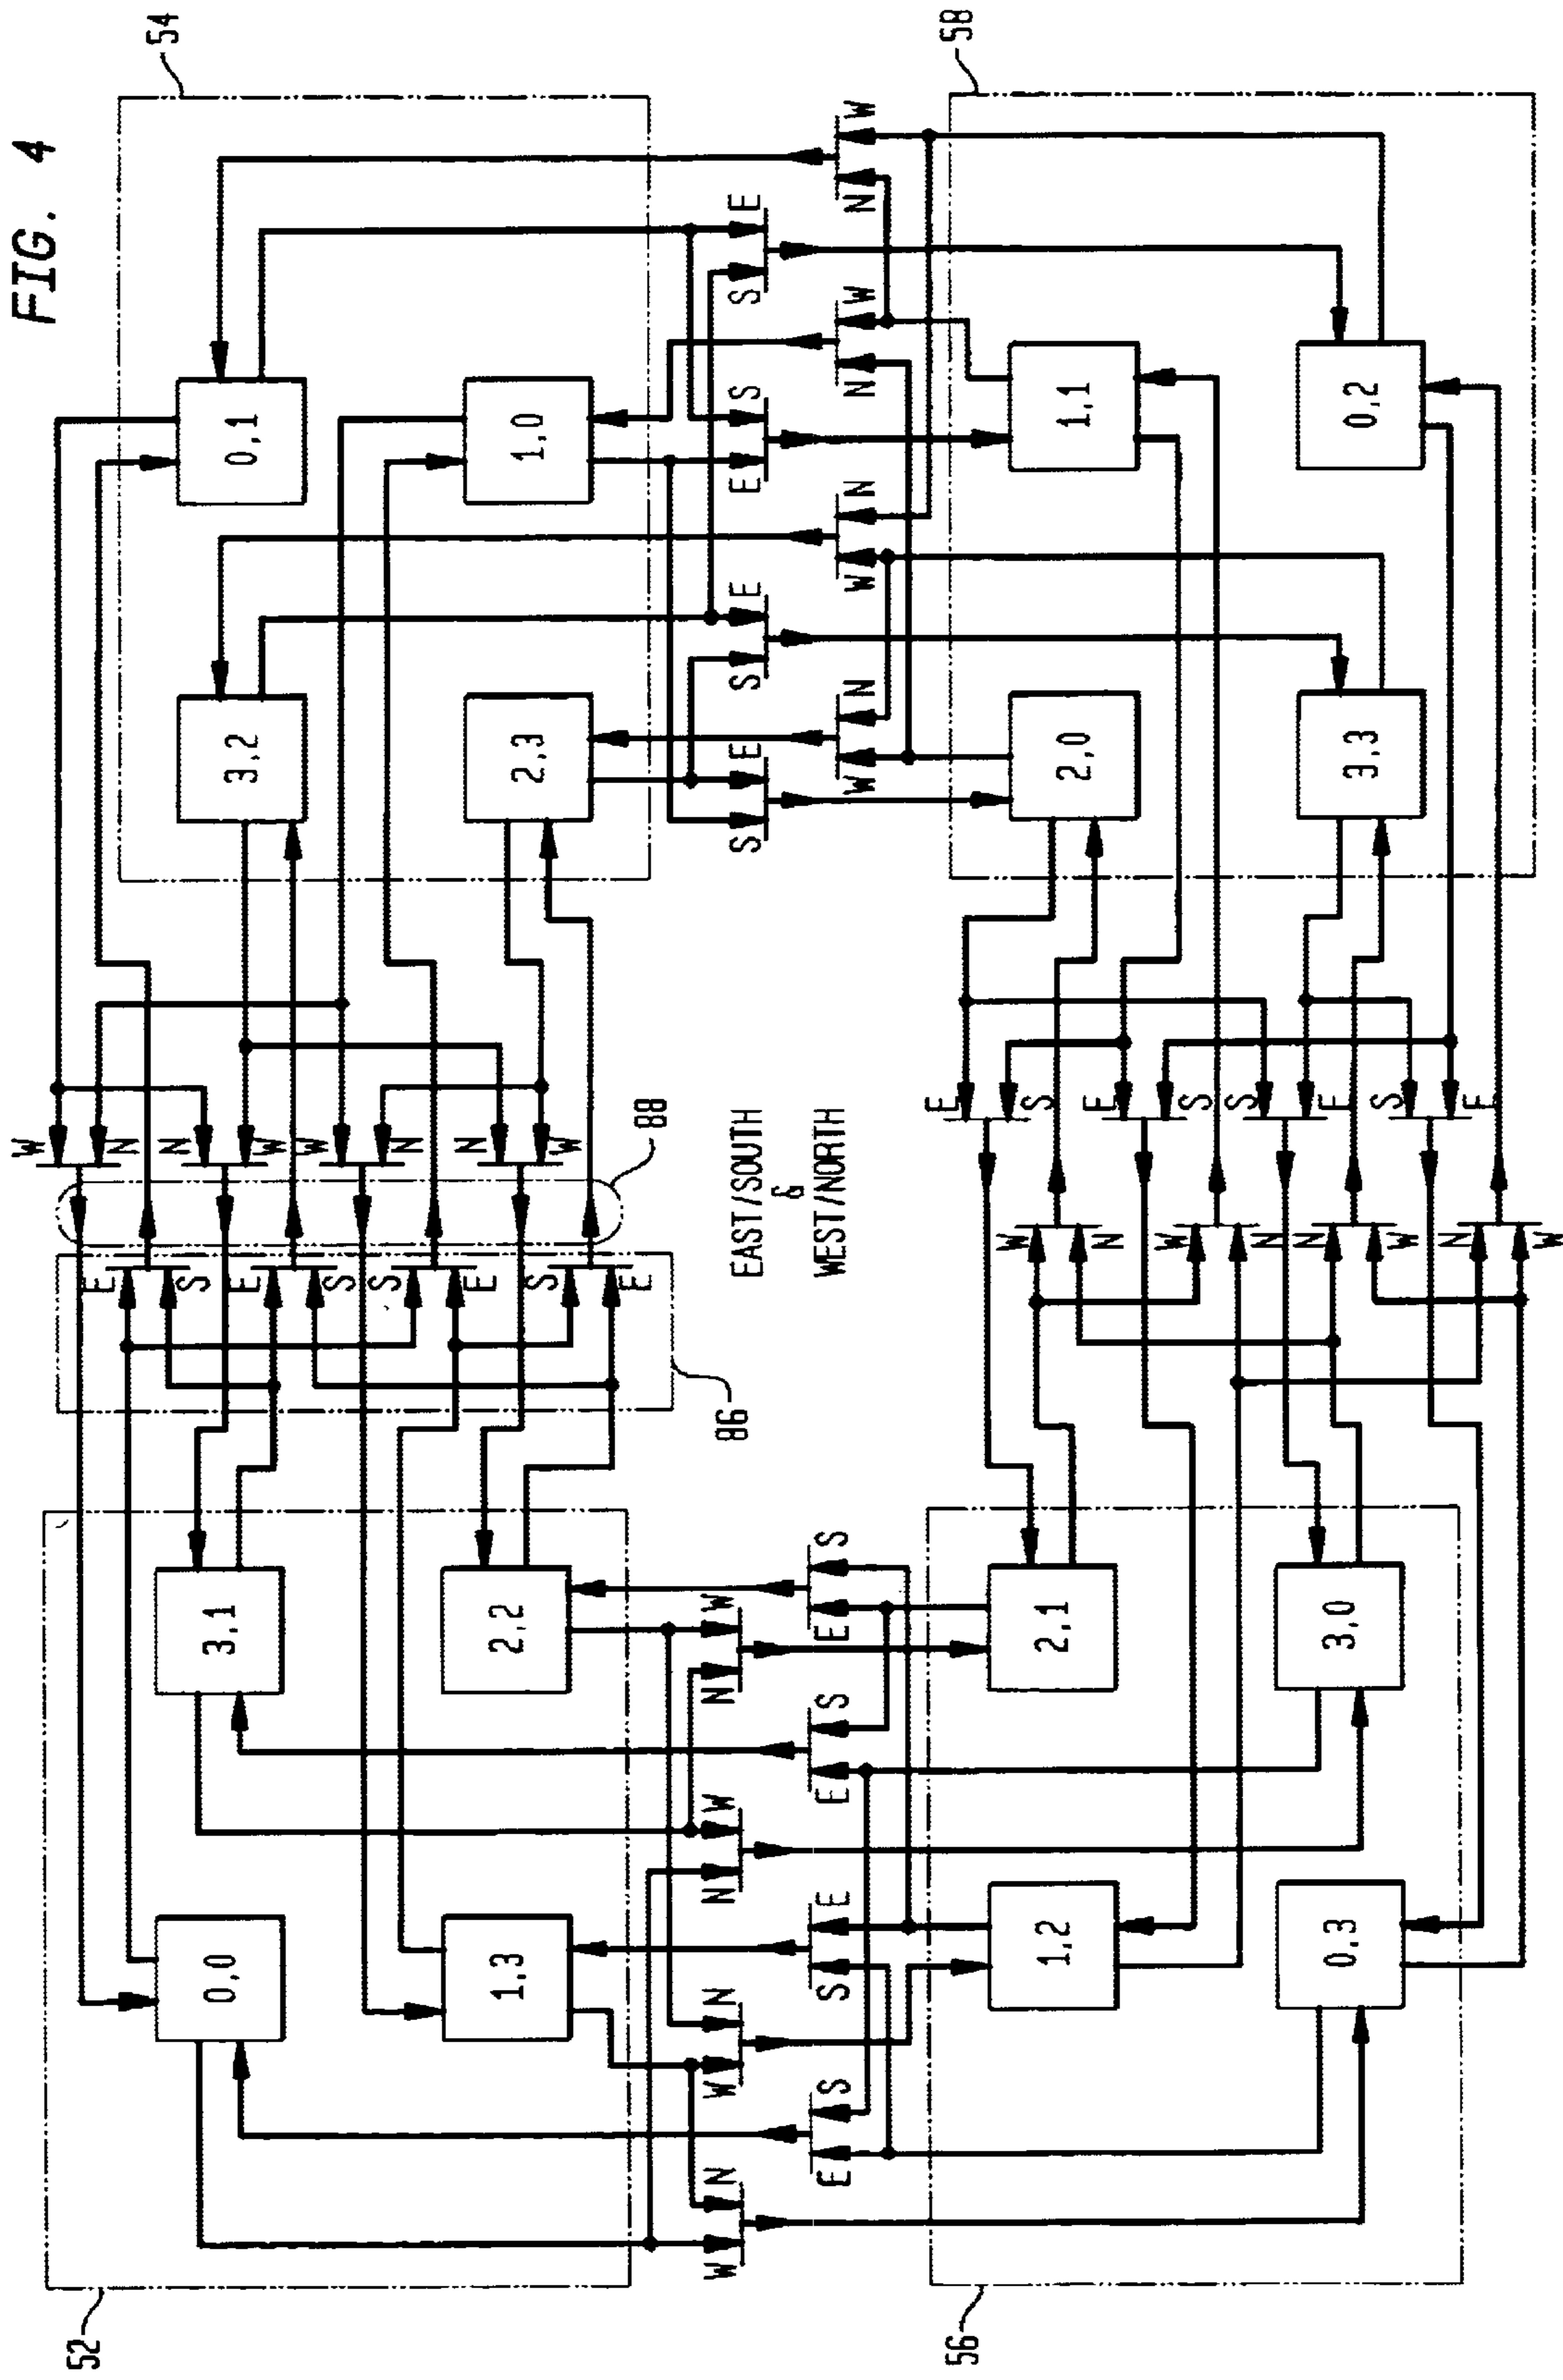 FIG. 4
52
54
W
E
N
N
S
E
W
0,0 3,1 3,2 0,1
S W
S
N
E N
1,3 2,2 2,3 1,0
S W
E
88
86
W N W N N W N W
S E S E E S S E
EAST/SOUTH
&
WEST/NORTH
E S S E E S E S
W N W N N W N W
56
58
E
W
S
1,2 2,1 2,0 1,1
N E
W S
N S
N E
0,3 3,0 3,3 0,2
W S
N E
W